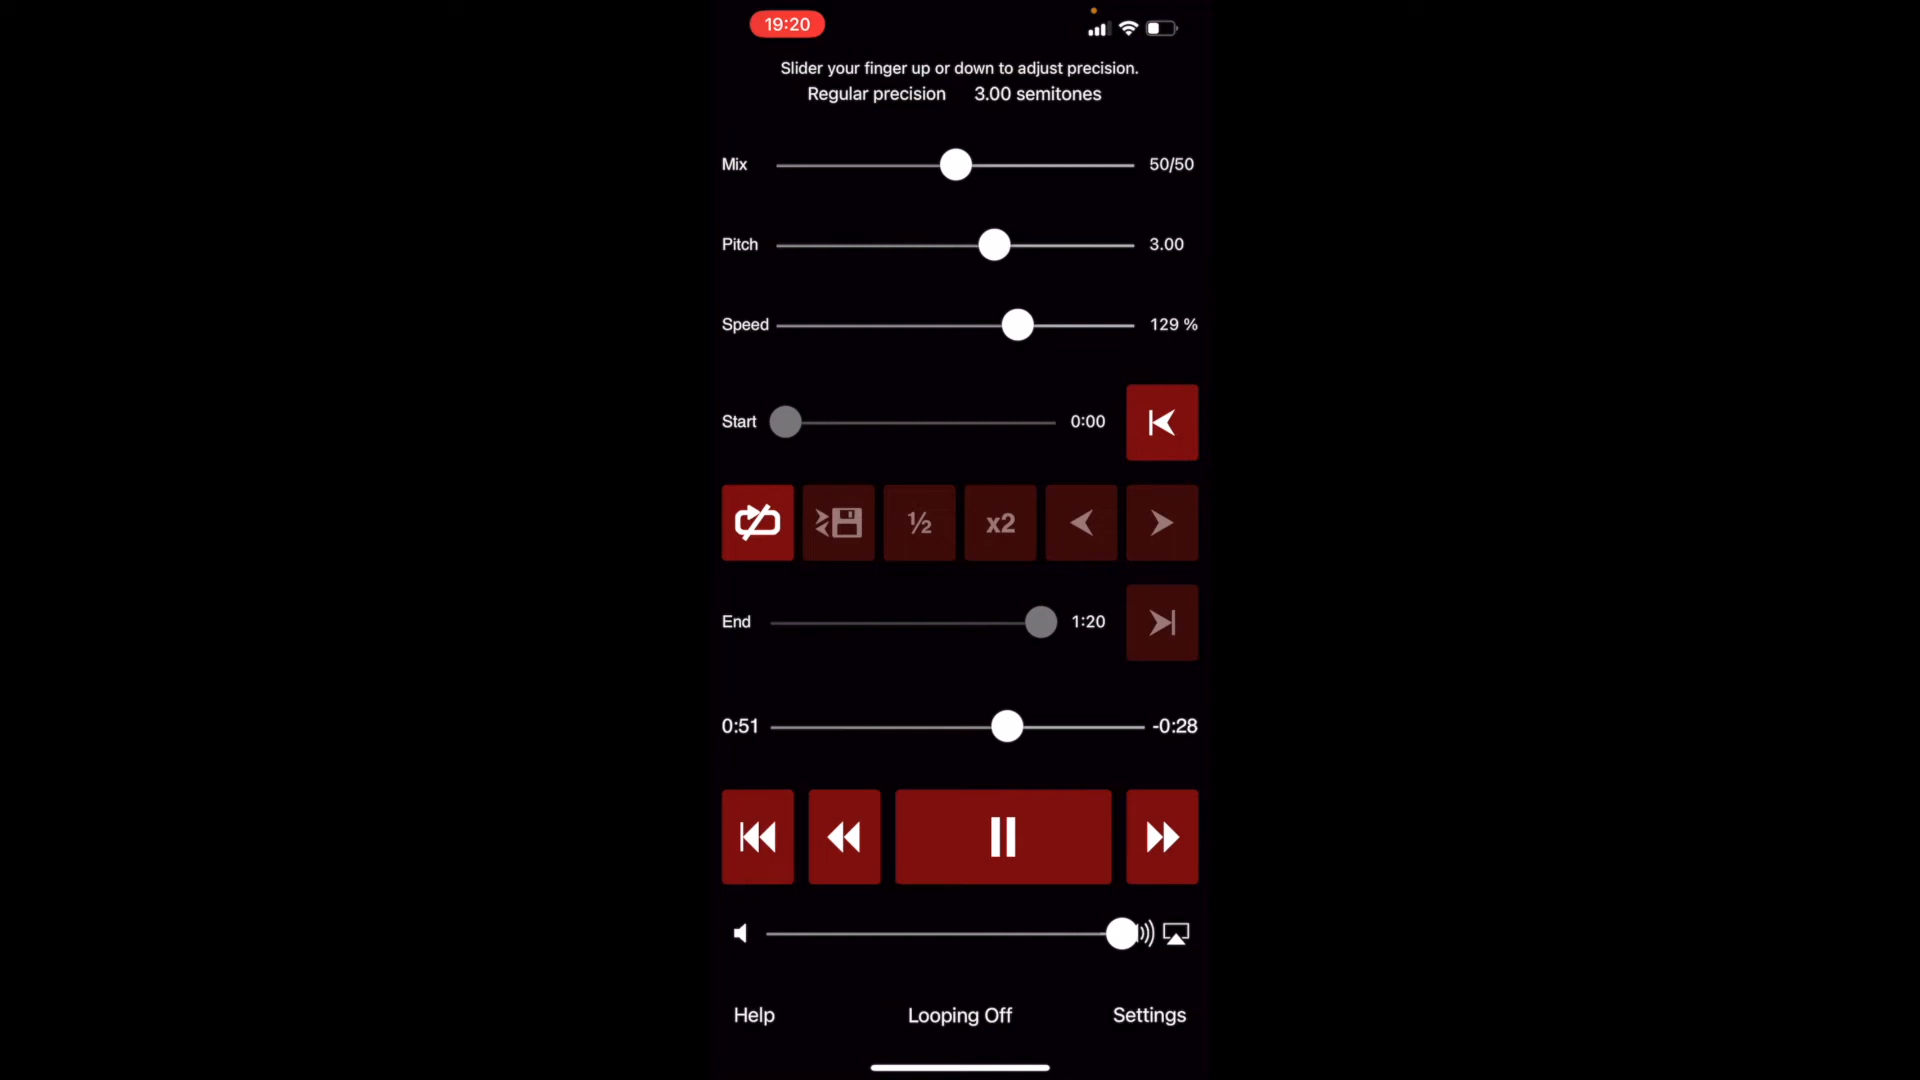 19:20
Slider your finger up or down to adjust precision.
Regular precision 3.00 semitones
Mix 50/50
Pitch 3.00
Speed 129 %
Start 0:00
½ x2
End 1:20
0:51 -0:28
Help Looping Off Settings